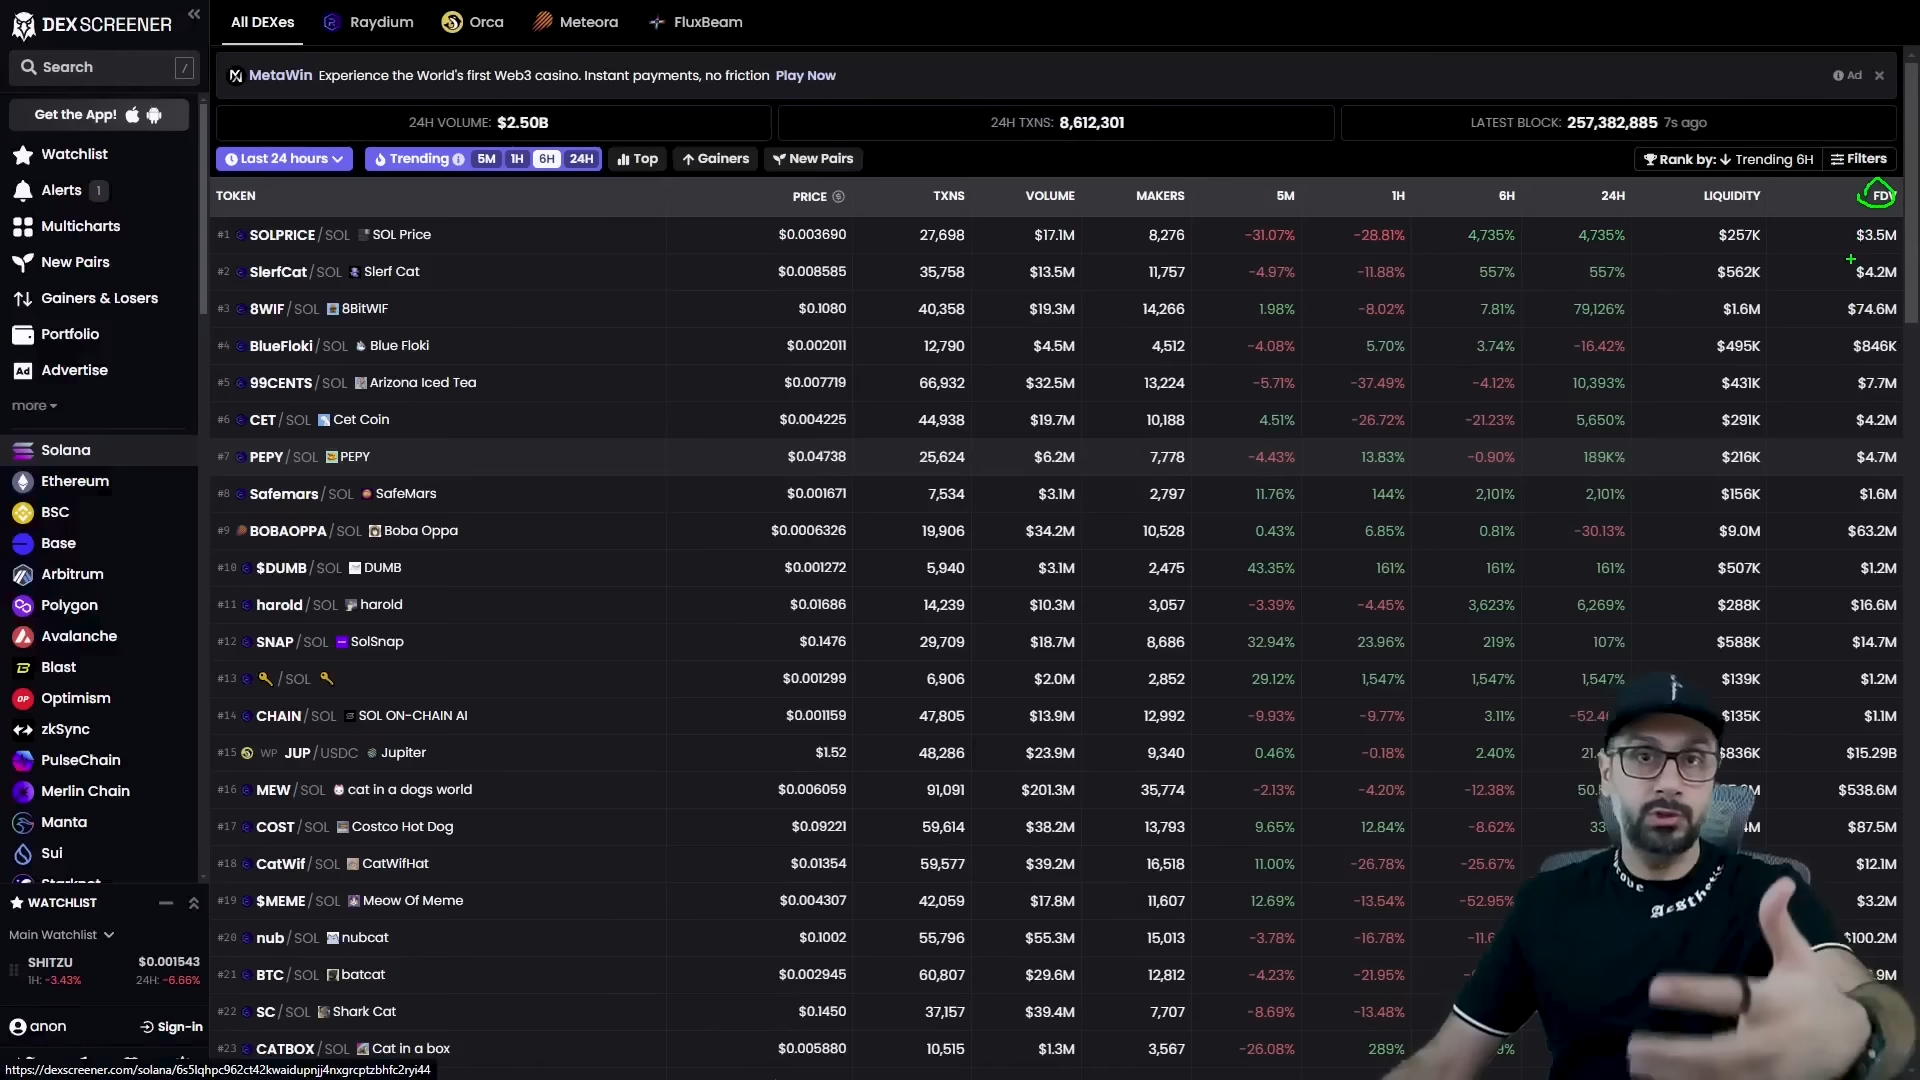 DEXSCREENER
Search /
Get the App!
Watchlist
Alerts 1
Multicharts
New Pairs
Gainers & Losers
Portfolio
Ad Advertise
more
Solana
Ethereum
BSC
Base
Arbitrum
Polygon
Avalanche
Blast
OP Optimism
zkSync
PulseChain
Merlin Chain
Manta
Sui
WATCHLIST
Main Watchlist
SHITZU $0.001543
1H: -3.43% 24H: -6.66%
anon Sign-in
https://dexscreener.com/solana/6s5lqhpc962ct42kwaidupnjj4nxgrcptzbhfc2ryi44
All DEXes Raydium Orca Meteora FluxBeam
MetaWin Experience the World's first Web3 casino. Instant payments, no friction Play Now Ad
24H VOLUME: $2.50B 24H TXNS: 8,612,301 LATEST BLOCK: 257,382,885 7s ago
Last 24 hours Trending 5M 1H 6H 24H Top Gainers New Pairs Rank by: Trending 6H Filters
TOKEN PRICE TXNS VOLUME MAKERS 5M 1H 6H 24H LIQUIDITY FDV
#1 SOLPRICE/SOL SOL Price $0.003690 27,698 $17.1M 8,276 -31.07% -28.81% 4,735% 4,735% $257K $3.5M
#2 SlerfCat/SOL Slerf Cat $0.008585 35,758 $13.5M 11,757 -4.97% -11.88% 557% 557% $562K $4.2M
#3 8WIF/SOL 8BitWIF $0.1080 40,358 $19.3M 14,266 1.98% -8.02% 7.81% 79,126% $1.6M $74.6M
#4 BlueFloki/SOL Blue Floki $0.002011 12,790 $4.5M 4,512 -4.08% 5.70% 3.74% -16.42% $495K $846K
#5 99CENTS/SOL Arizona Iced Tea $0.007719 66,932 $32.5M 13,224 -5.71% -37.49% -4.12% 10,393% $431K $7.7M
#6 CET/SOL Cet Coin $0.004225 44,938 $19.7M 10,188 4.51% -26.72% -21.23% 5,650% $291K $4.2M
#7 PEPY/SOL PEPY $0.04738 25,624 $6.2M 7,778 -4.43% 13.83% -0.90% 189K% $216K $4.7M
#8 Safemars/SOL SafeMars $0.001671 7,534 $3.1M 2,797 11.76% 144% 2,101% 2,101% $156K $1.6M
#9 BOBAOPPA/SOL Boba Oppa $0.0006326 19,906 $34.2M 10,528 0.43% 6.85% 0.81% -30.13% $9.0M $63.2M
#10 $DUMB/SOL DUMB $0.001272 5,940 $3.1M 2,475 43.35% 161% 161% 161% $507K $1.2M
#11 harold/SOL harold $0.01686 14,239 $10.3M 3,057 -3.39% -4.45% 3,623% 6,269% $288K $16.6M
#12 SNAP/SOL SolSnap $0.1476 29,709 $18.7M 8,686 32.94% 23.96% 219% 107% $588K $14.7M
#13 🔑/SOL 🔑 $0.001299 6,906 $2.0M 2,852 29.12% 1,547% 1,547% 1,547% $139K $1.2M
#14 CHAIN/SOL SOL ON-CHAIN AI $0.001159 47,805 $13.9M 12,992 -9.93% -9.77% 3.11% $135K $1.1M
#15 WP JUP/USDC Jupiter $1.52 48,286 $23.9M 9,340 0.46% -0.18% 2.40% $836K $15.29B
#16 MEW/SOL cat in a dogs world $0.006059 91,091 $201.3M 35,774 -2.13% -4.20% -12.38% $538.6M
#17 COST/SOL Costco Hot Dog $0.09221 59,614 $38.2M 13,793 9.65% 12.84% -8.62% $87.5M
#18 CatWif/SOL CatWifHat $0.01354 59,577 $39.2M 16,518 11.00% -26.78% -25.67% $12.1M
#19 $MEME/SOL Meow Of Meme $0.004307 42,059 $17.8M 11,607 12.69% -13.54% -52.95% $3.2M
#20 nub/SOL nubcat $0.1002 55,796 $55.3M 15,013 -3.78% -16.78% $100.2M
#21 BTC/SOL batcat $0.002945 60,807 $29.6M 12,812 -4.23% -21.95%
#22 SC/SOL Shark Cat $0.1450 37,157 $39.4M 7,707 -8.69% -13.48%
#23 CATBOX/SOL Cat in a box $0.005880 10,515 $1.3M 3,567 -26.08% 289%
Aesthetic